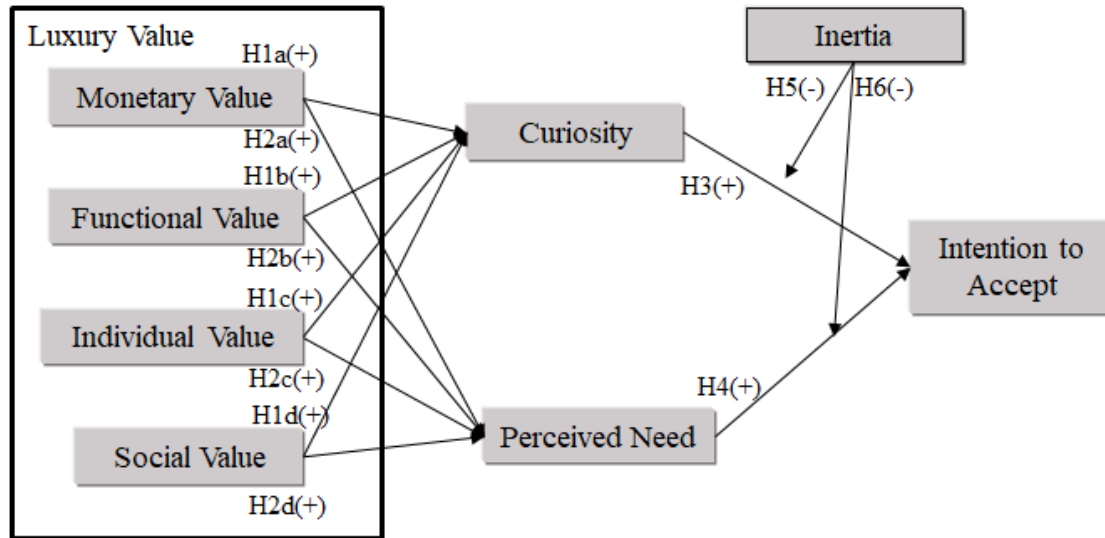 Luxury Value
H1a(+)
Monetary Value
H2a(+)
H1b(+)
Functional Value
H2b(+)
H1c(+)
Individual Value
H2c(+)
H1d(+)
Social Value
H2d(+)
Curiosity
Perceived Need
Inertia
H5(-)
H6(-)
H3(+)
H4(+)
Intention to
Accept